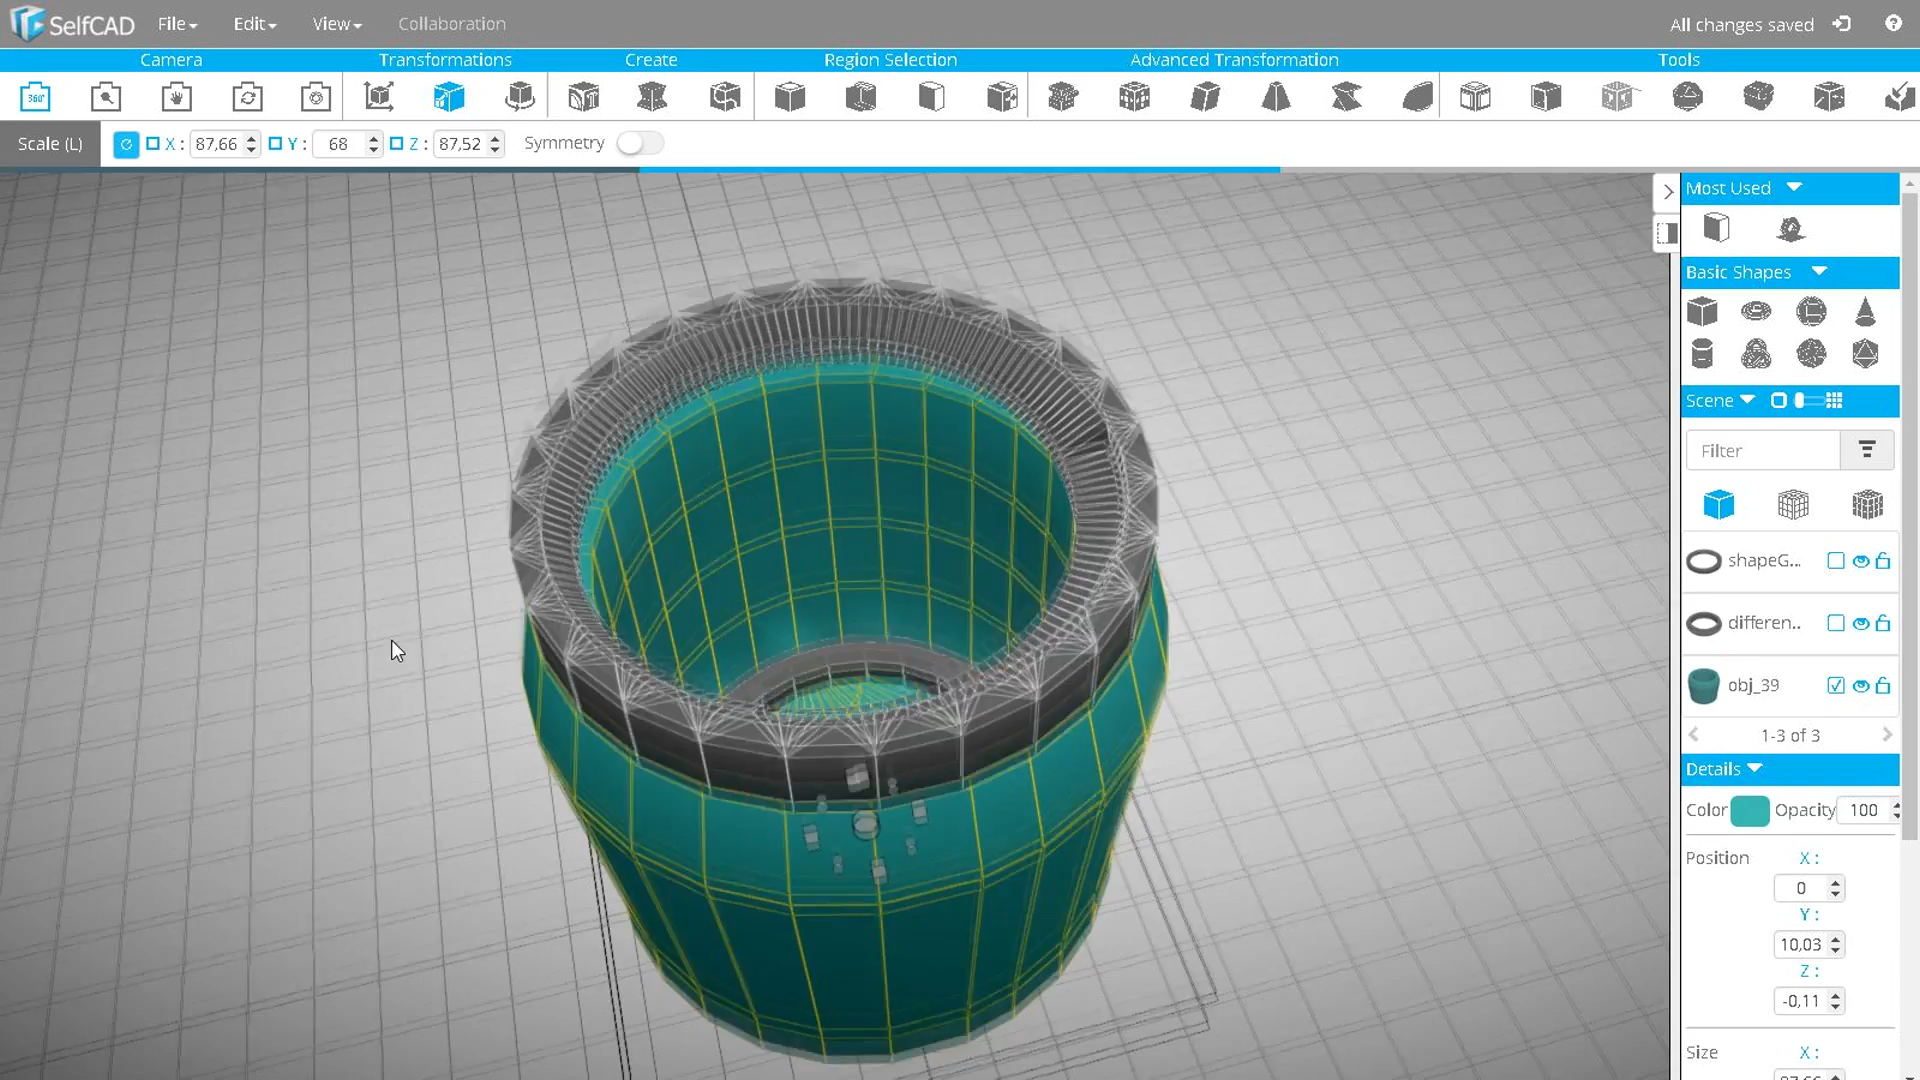 SelfCAD File Edit View Collaboration All changes saved
Camera Transformations Create Region Selection Advanced Transformation Tools
360°
Scale (L) X : 87,66 Y : 68 Z : 87,52 Symmetry
Most Used
Basic Shapes
Scene
Filter
shapeG...
differen..
obj_39
1-3 of 3
Details
Color Opacity 100
Position X :
0
Y :
10,03
Z :
-0,11
Size X :